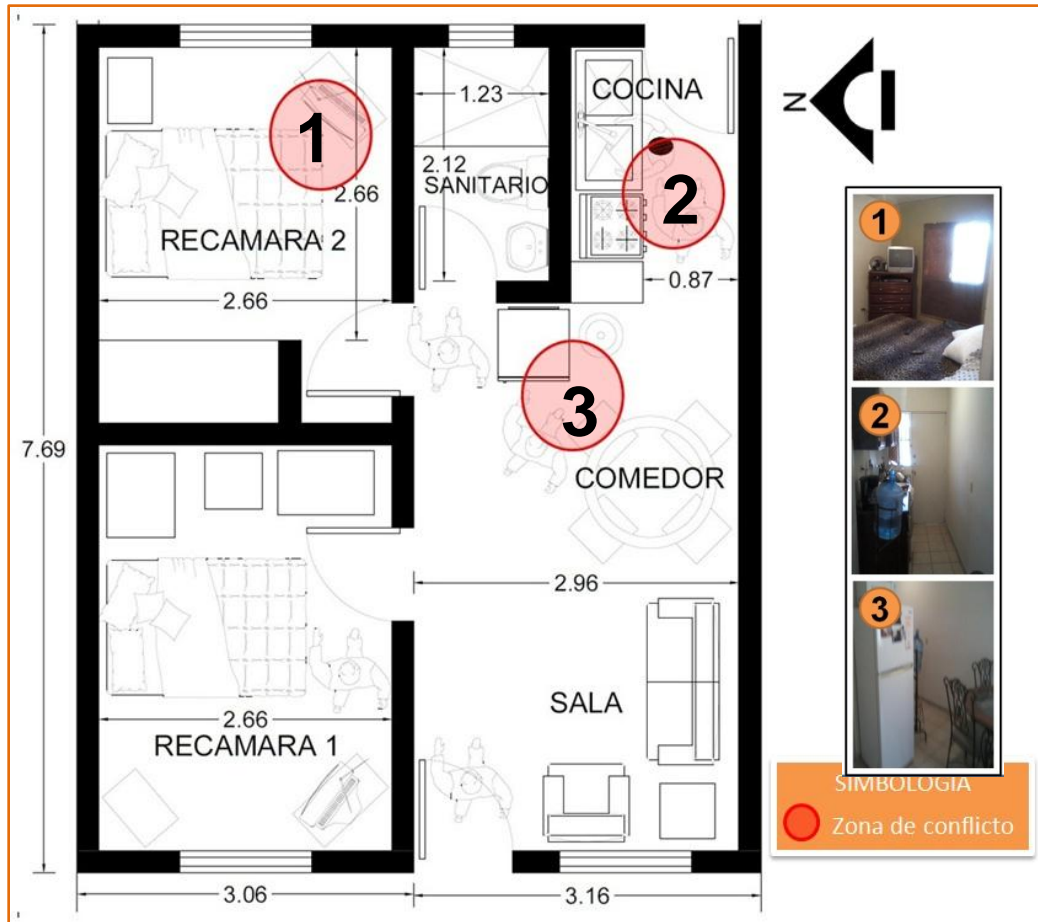 1
2
3
1.23
COCINA
2.12
SANITARIO
2.66
RECAMARA 2
0.87
2.66
7.69
COMEDOR
2.96
SALA
2.66
RECAMARA 1
3.06
3.16
N
1
2
3
SIMBOLOGIA
Zona de conflicto